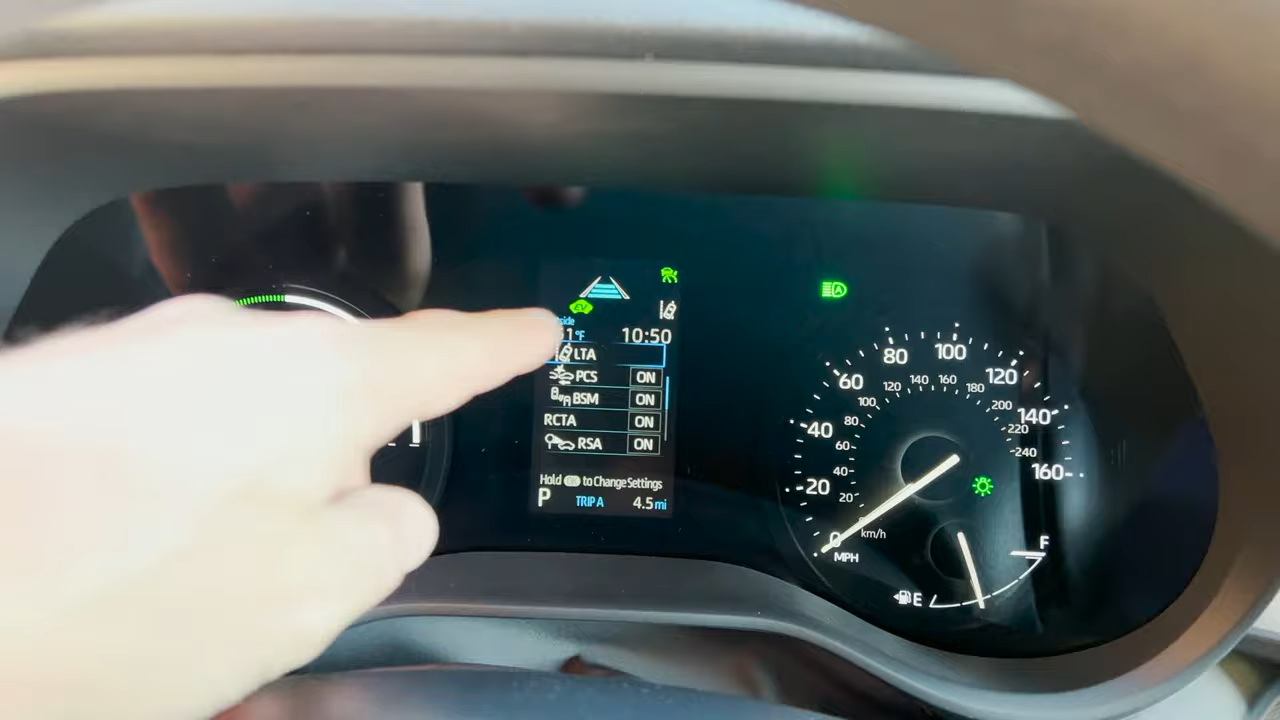 EV
°F 10:50
LTA
PCS ON
BSM ON
RCTA ON
RSA ON
Hold OK to Change Settings
P TRIP A 4.5 mi
A
20
40
60
80
100
120
140
160
0
MPH
20
40
60
80
100
120
140
160
180
200
220
240
km/h
E
F